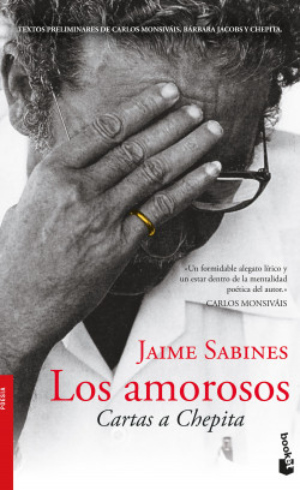 TEXTOS PRELIMINARES DE CARLOS MONSIVÁIS, BÁRBARA JACOBS Y CHEPITA.
«Un formidable alegato lírico y
un estar dentro de la mentalidad
poética del autor.»
CARLOS MONSIVÁIS
JAIME SABINES
Los amorosos
Cartas a Chepita
POESÍA
booket